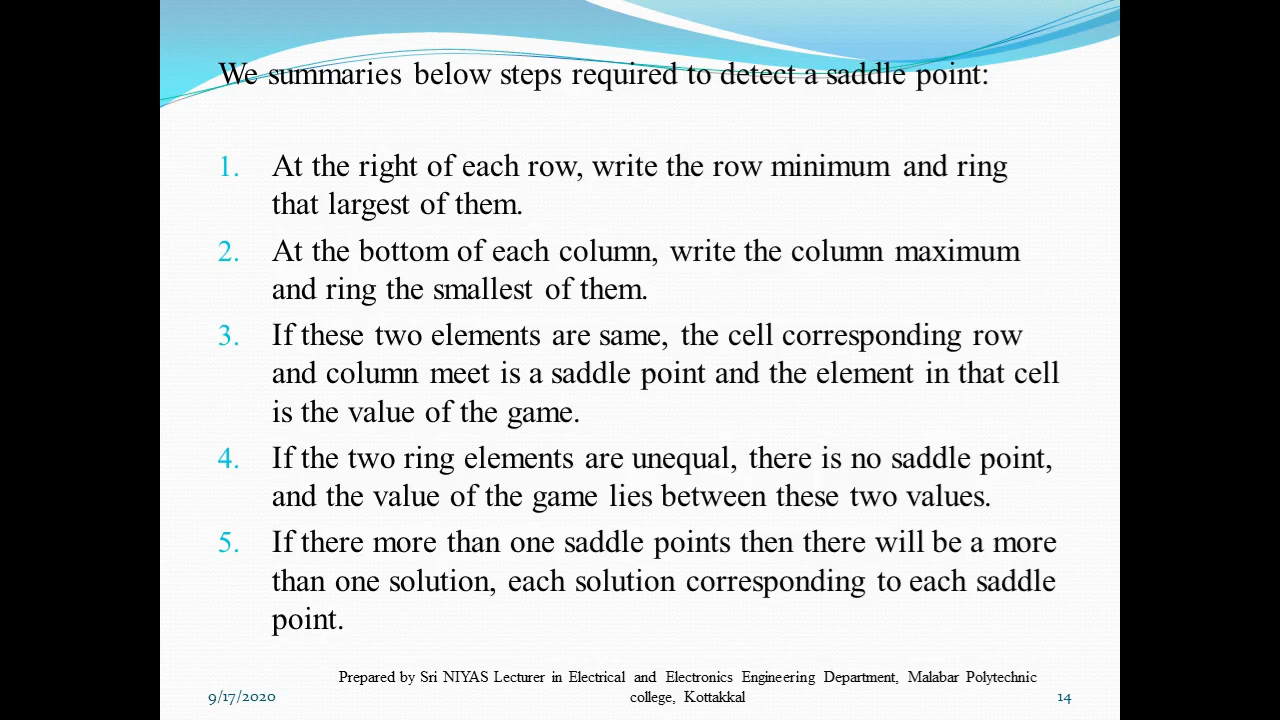 We summaries below steps required to detect a saddle point:
1. At the right of each row, write the row minimum and ring
that largest of them.
2. At the bottom of each column, write the column maximum
and ring the smallest of them.
3. If these two elements are same, the cell corresponding row
and column meet is a saddle point and the element in that cell
is the value of the game.
4. If the two ring elements are unequal, there is no saddle point,
and the value of the game lies between these two values.
5. If there more than one saddle points then there will be a more
than one solution, each solution corresponding to each saddle
point.
Prepared by Sri NIYAS Lecturer in Electrical and Electronics Engineering Department, Malabar Polytechnic
9/17/2020 college, Kottakkal 14